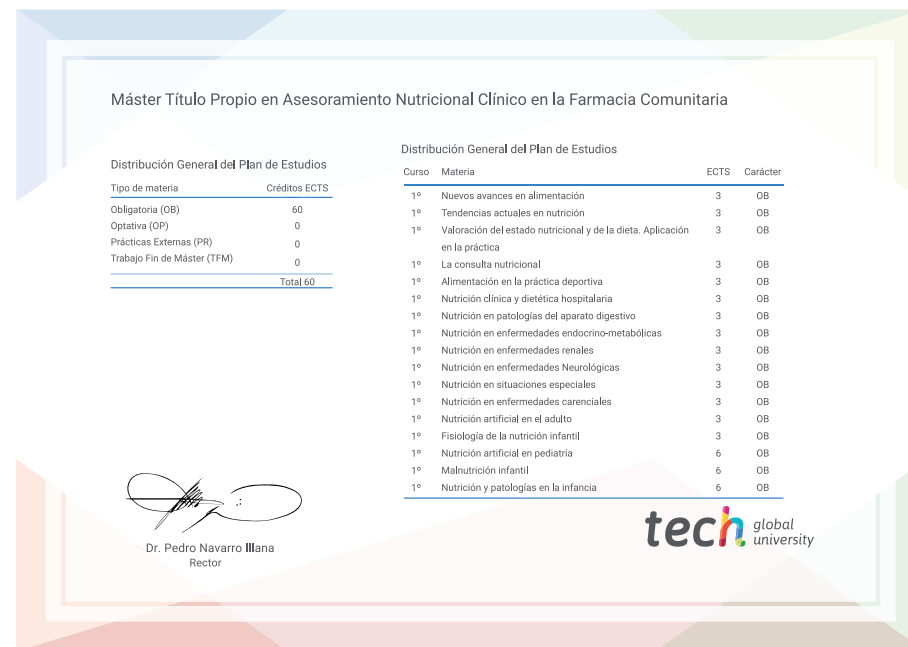 Máster Título Propio en Asesoramiento Nutricional Clínico en la Farmacia Comunitaria
Distribución General del Plan de Estudios
Tipo de materia Créditos ECTS
Obligatoria (OB) 60
Optativa (OP) 0
Prácticas Externas (PR) 0
Trabajo Fin de Máster (TFM) 0
Total 60
Distribución General del Plan de Estudios
Curso Materia ECTS Carácter
1º Nuevos avances en alimentación 3 OB
1º Tendencias actuales en nutrición 3 OB
1º Valoración del estado nutricional y de la dieta. Aplicación 3 OB
en la práctica
1º La consulta nutricional 3 OB
1º Alimentación en la práctica deportiva 3 OB
1º Nutrición clínica y dietética hospitalaria 3 OB
1º Nutrición en patologías del aparato digestivo 3 OB
1º Nutrición en enfermedades endocrino-metabólicas 3 OB
1º Nutrición en enfermedades renales 3 OB
1º Nutrición en enfermedades Neurológicas 3 OB
1º Nutrición en situaciones especiales 3 OB
1º Nutrición en enfermedades carenciales 3 OB
1º Nutrición artificial en el adulto 3 OB
1º Fisiología de la nutrición infantil 3 OB
1º Nutrición artificial en pediatría 6 OB
1º Malnutrición infantil 6 OB
1º Nutrición y patologías en la infancia 6 OB
Dr. Pedro Navarro Illana
Rector
tech global
university